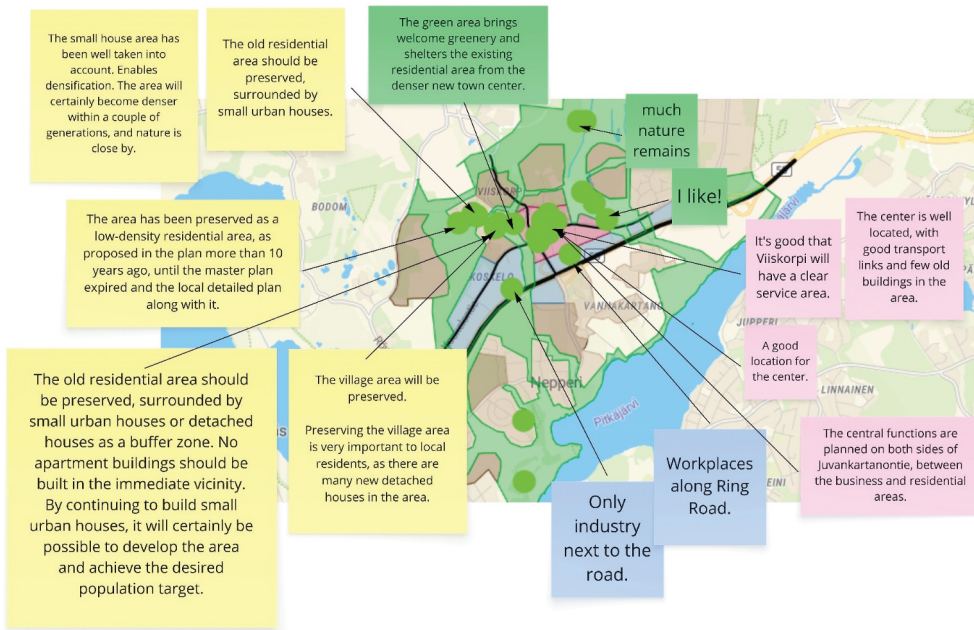 The small house area has
been well taken into
account. Enables
densification. The area will
certainly become denser
within a couple of
generations, and nature is
close by.
The old residential
area should be
preserved,
surrounded by
small urban houses.
The green area brings
welcome greenery and
shelters the existing
residential area from the
denser new town center.
much
nature
remains
I like!
The area has been preserved as a
low-density residential area, as
proposed in the plan more than 10
years ago, until the master plan
expired and the local detailed plan
along with it.
It's good that
Viiskorpi will
have a clear
service area.
The center is well
located, with
good transport
links and few old
buildings in the
area.
A good
location for
the center.
The old residential area should
be preserved, surrounded by
small urban houses or detached
houses as a buffer zone. No
apartment buildings should be
built in the immediate vicinity.
By continuing to build small
urban houses, it will certainly be
possible to develop the area
and achieve the desired
population target.
The village area will be
preserved.
Preserving the village area
is very important to local
residents, as there are
many new detached
houses in the area.
Only
industry
next to the
road.
Workplaces
along Ring
Road.
The central functions are
planned on both sides of
Juvankartanontie, between
the business and residential
areas.
BODOM
VIISKORPI
KOSKELO
VANHAKARTANO
JUPPERI
LINNAINEN
Nepperi
Pitkäjärvi
Pitkäjärvi